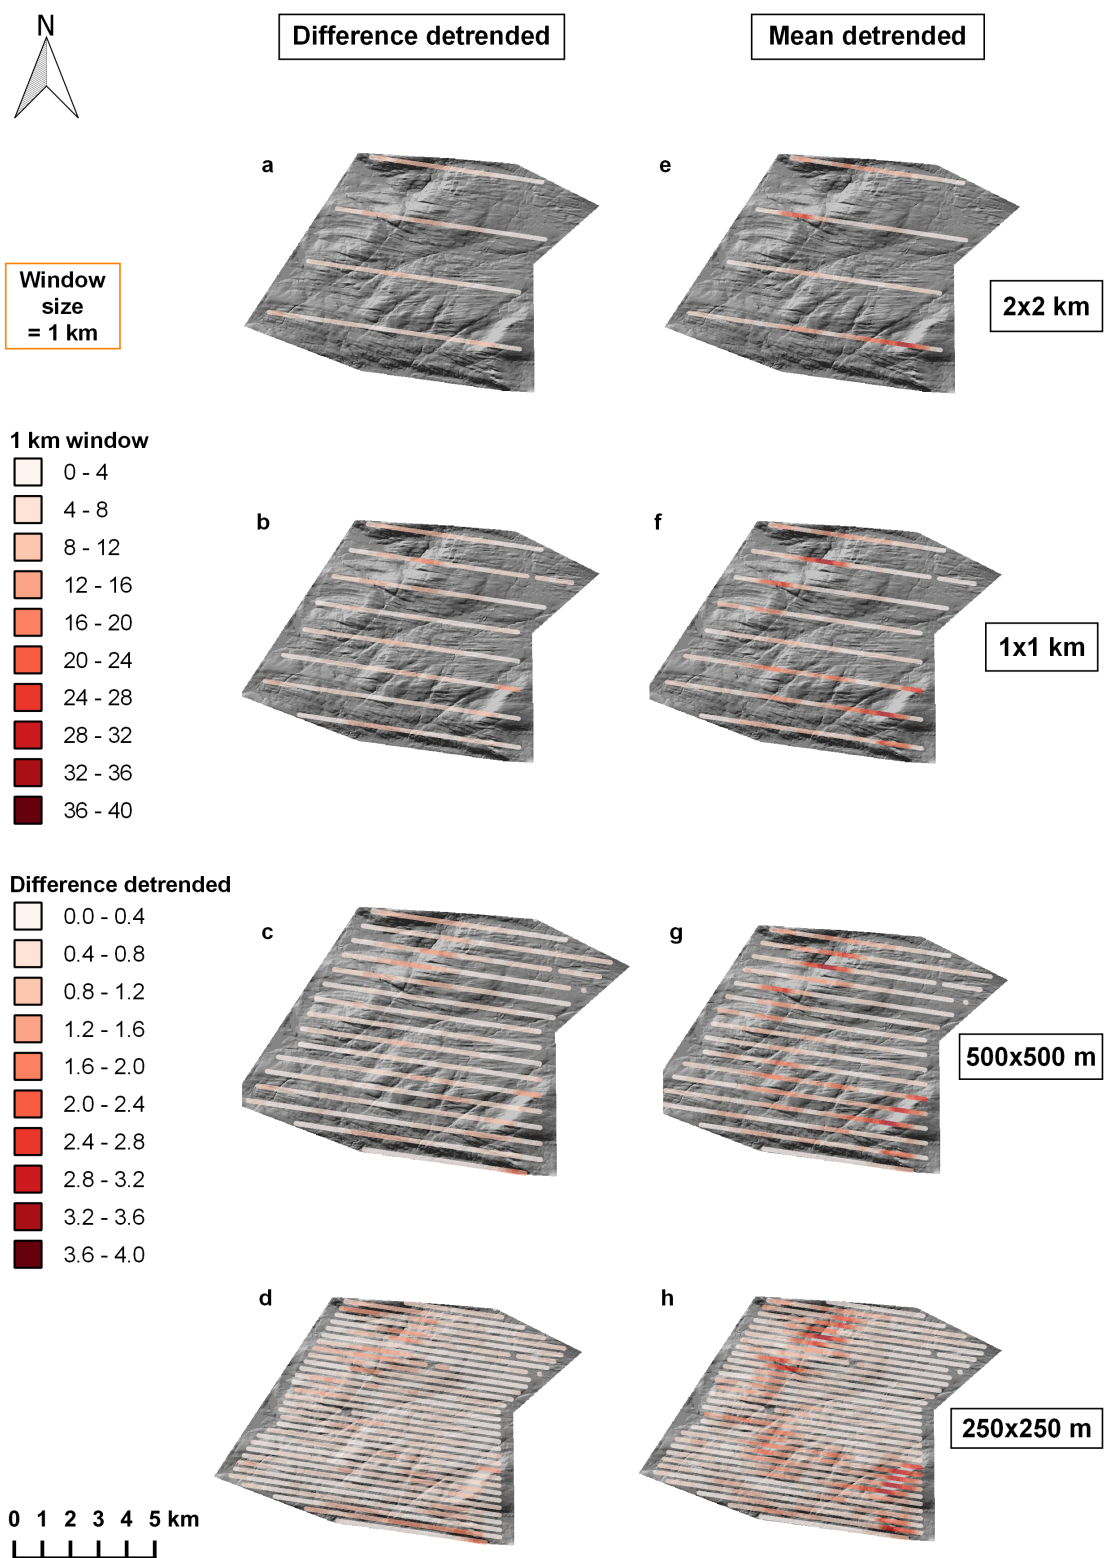 N
Difference detrended
Mean detrended
a
e
Window
size
= 1 km
2x2 km
1 km window
0 - 4
4 - 8
8 - 12
12 - 16
16 - 20
20 - 24
24 - 28
28 - 32
32 - 36
36 - 40
b
f
1x1 km
Difference detrended
0.0 - 0.4
0.4 - 0.8
0.8 - 1.2
1.2 - 1.6
1.6 - 2.0
2.0 - 2.4
2.4 - 2.8
2.8 - 3.2
3.2 - 3.6
3.6 - 4.0
c
g
500x500 m
d
h
250x250 m
0 1 2 3 4 5 km